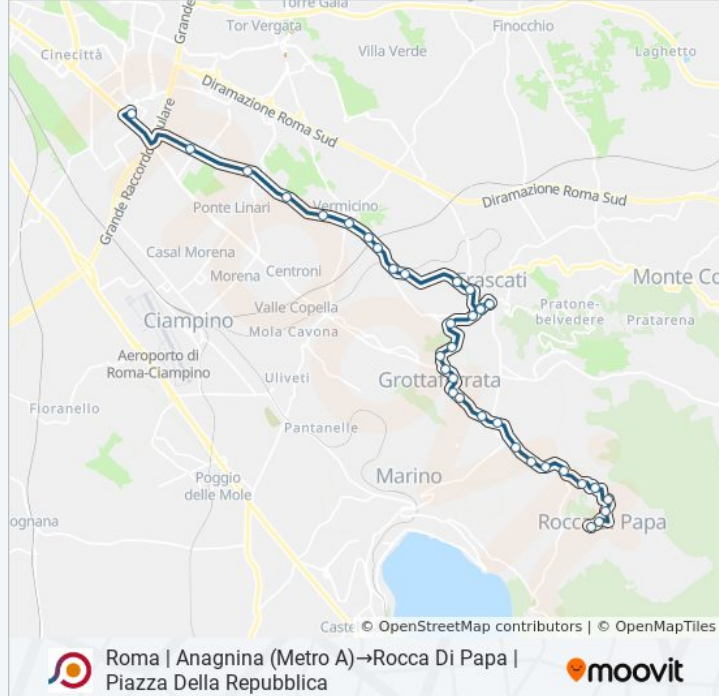 Torre Gaia
Tor Vergata
Finocchio
Cinecittà
Grande Raccordo Anulare
Villa Verde
Laghetto
Diramazione Roma Sud
Ponte Linari
Vermicino
Diramazione Roma Sud
Casal Morena
Morena
Centroni
Frascati
Monte Co
Valle Copella
Pratone-
belvedere
Pratarena
Ciampino
Mola Cavona
Aeroporto di
Roma-Ciampino
Uliveti
Grottaferrata
Fioranello
Pantanelle
Marino
Poggio
delle Mole
ognana
Rocca di Papa
Caste
© OpenStreetMap contributors | © OpenMapTiles
Roma | Anagnina (Metro A)→Rocca Di Papa |
Piazza Della Repubblica
moovit